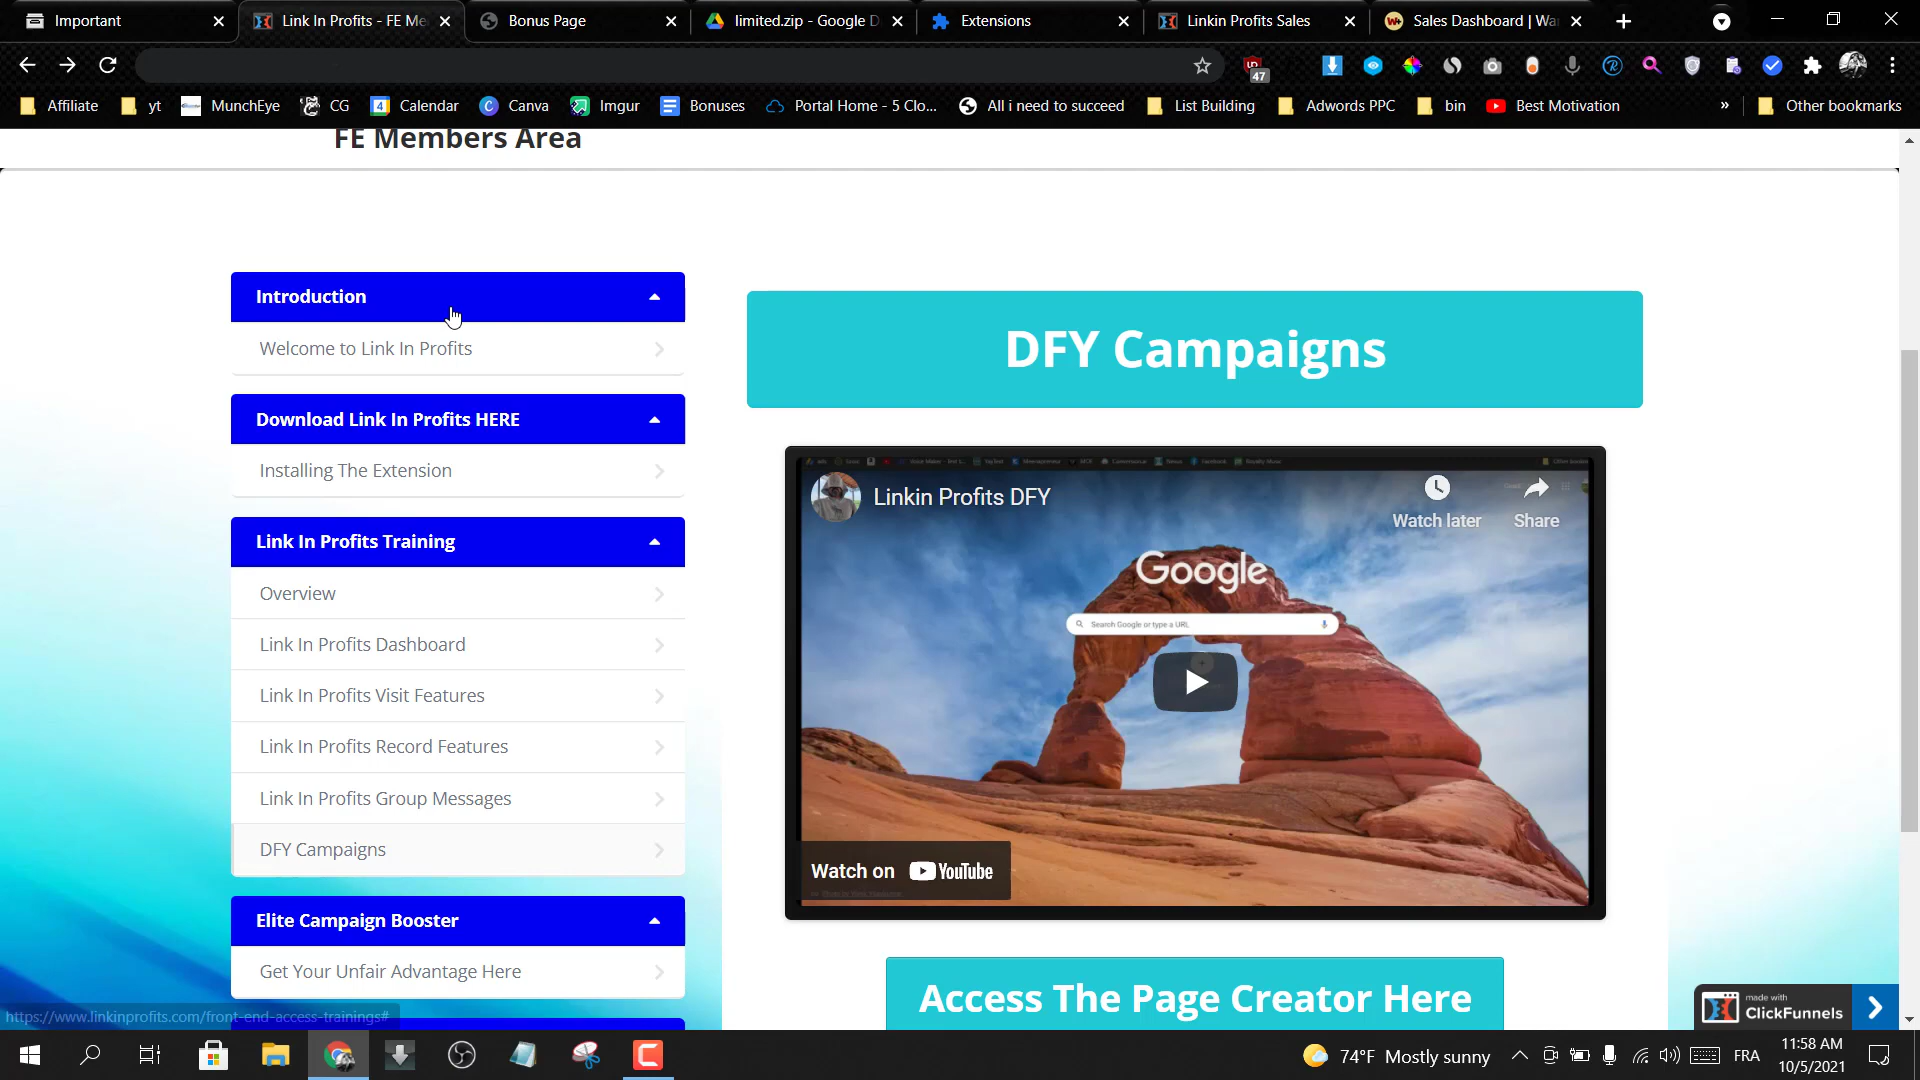 Important
Link In Profits - FE Me
Bonus Page
limited.zip - Google D
Extensions
Linkin Profits Sales
Sales Dashboard | Wa
47
Affiliate
yt
MunchEye
CG
Calendar
Canva
Imgur
Bonuses
Portal Home - 5 Clo...
All i need to succeed
List Building
Adwords PPC
bin
Best Motivation
»
Other bookmarks
FE Members Area
Introduction
Welcome to Link In Profits
Download Link In Profits HERE
Installing The Extension
Link In Profits Training
Overview
Link In Profits Dashboard
Link In Profits Visit Features
Link In Profits Record Features
Link In Profits Group Messages
DFY Campaigns
Elite Campaign Booster
Get Your Unfair Advantage Here
DFY Campaigns
Linkin Profits DFY
Watch later
Share
Google
Search Google or type a URL
Watch on YouTube
Access The Page Creator Here
made with
ClickFunnels
https://www.linkinprofits.com/front-end-access-trainings#
74°F Mostly sunny
FRA
11:58 AM
10/5/2021